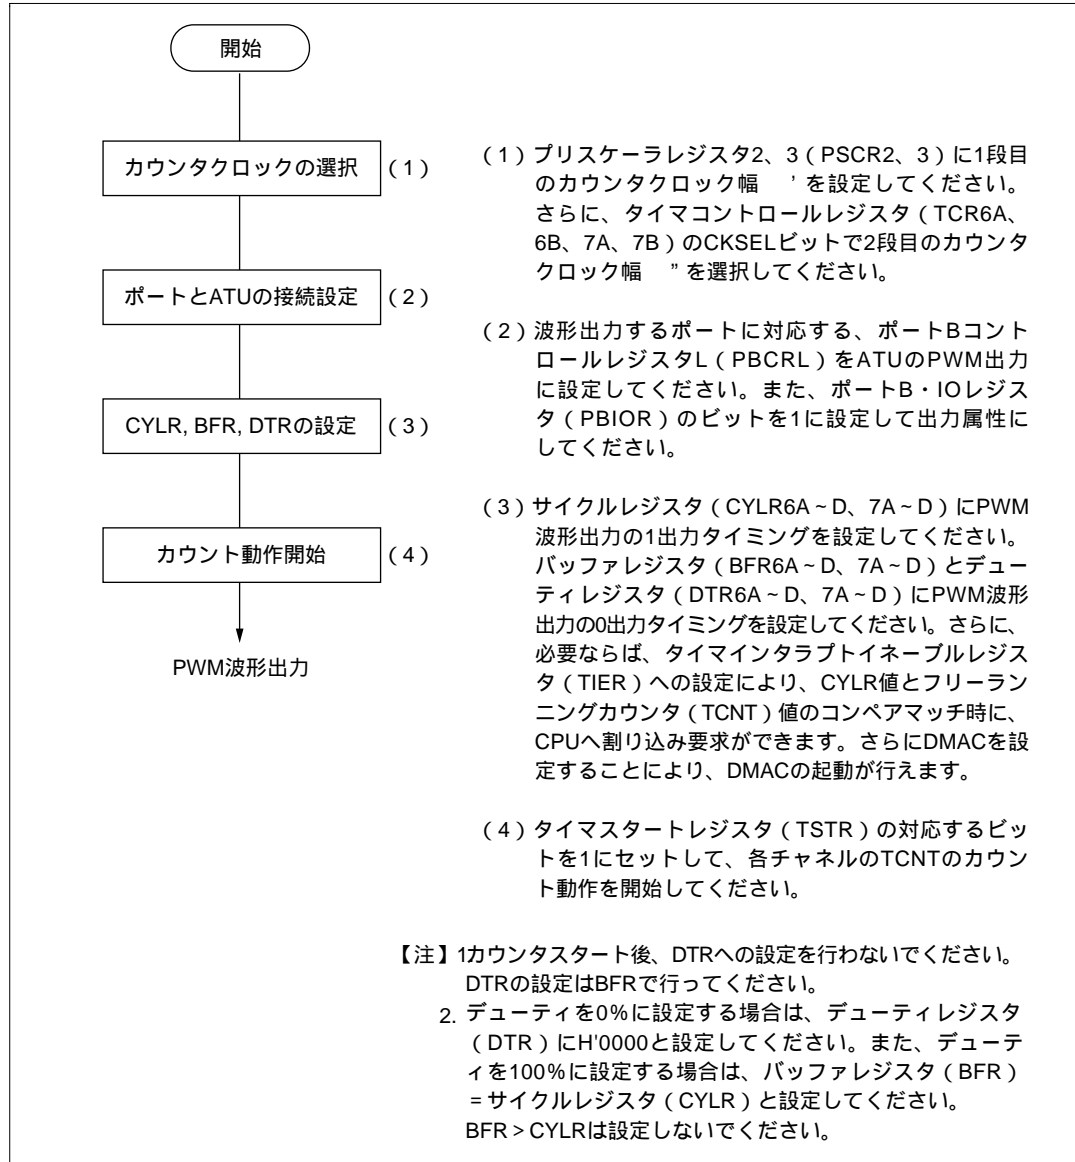 開始
カウンタクロックの選択 (1)
ポートとATUの接続設定 (2)
CYLR, BFR, DTRの設定 (3)
カウント動作開始 (4)
PWM波形出力
(1)プリスケーラレジスタ2、3(PSCR2、3)に1段目
のカウンタクロック幅 ’を設定してください。
さらに、タイマコントロールレジスタ(TCR6A、
6B、7A、7B)のCKSELビットで2段目のカウンタ
クロック幅 ”を選択してください。
(2)波形出力するポートに対応する、ポートBコント
ロールレジスタL(PBCRL)をATUのPWM出力
に設定してください。また、ポートB・IOレジス
タ(PBIOR)のビットを1に設定して出力属性に
してください。
(3)サイクルレジスタ(CYLR6A~D、7A~D)にPWM
波形出力の1出力タイミングを設定してください。
バッファレジスタ(BFR6A~D、7A~D)とデュー
ティレジスタ(DTR6A~D、7A~D)にPWM波形
出力の0出力タイミングを設定してください。さらに、
必要ならば、タイマインタラプトイネーブルレジス
タ(TIER)への設定により、CYLR値とフリーラン
ニングカウンタ(TCNT)値のコンペアマッチ時に、
CPUへ割り込み要求ができます。さらにDMACを設
定することにより、DMACの起動が行えます。
(4)タイマスタートレジスタ(TSTR)の対応するビッ
トを1にセットして、各チャネルのTCNTのカウン
ト動作を開始してください。
【注】1カウンタスタート後、DTRへの設定を行わないでください。
DTRの設定はBFRで行ってください。
2. デューティを0%に設定する場合は、デューティレジスタ
(DTR)にH'0000と設定してください。また、デューテ
ィを100%に設定する場合は、バッファレジスタ(BFR)
=サイクルレジスタ(CYLR)と設定してください。
BFR>CYLRは設定しないでください。